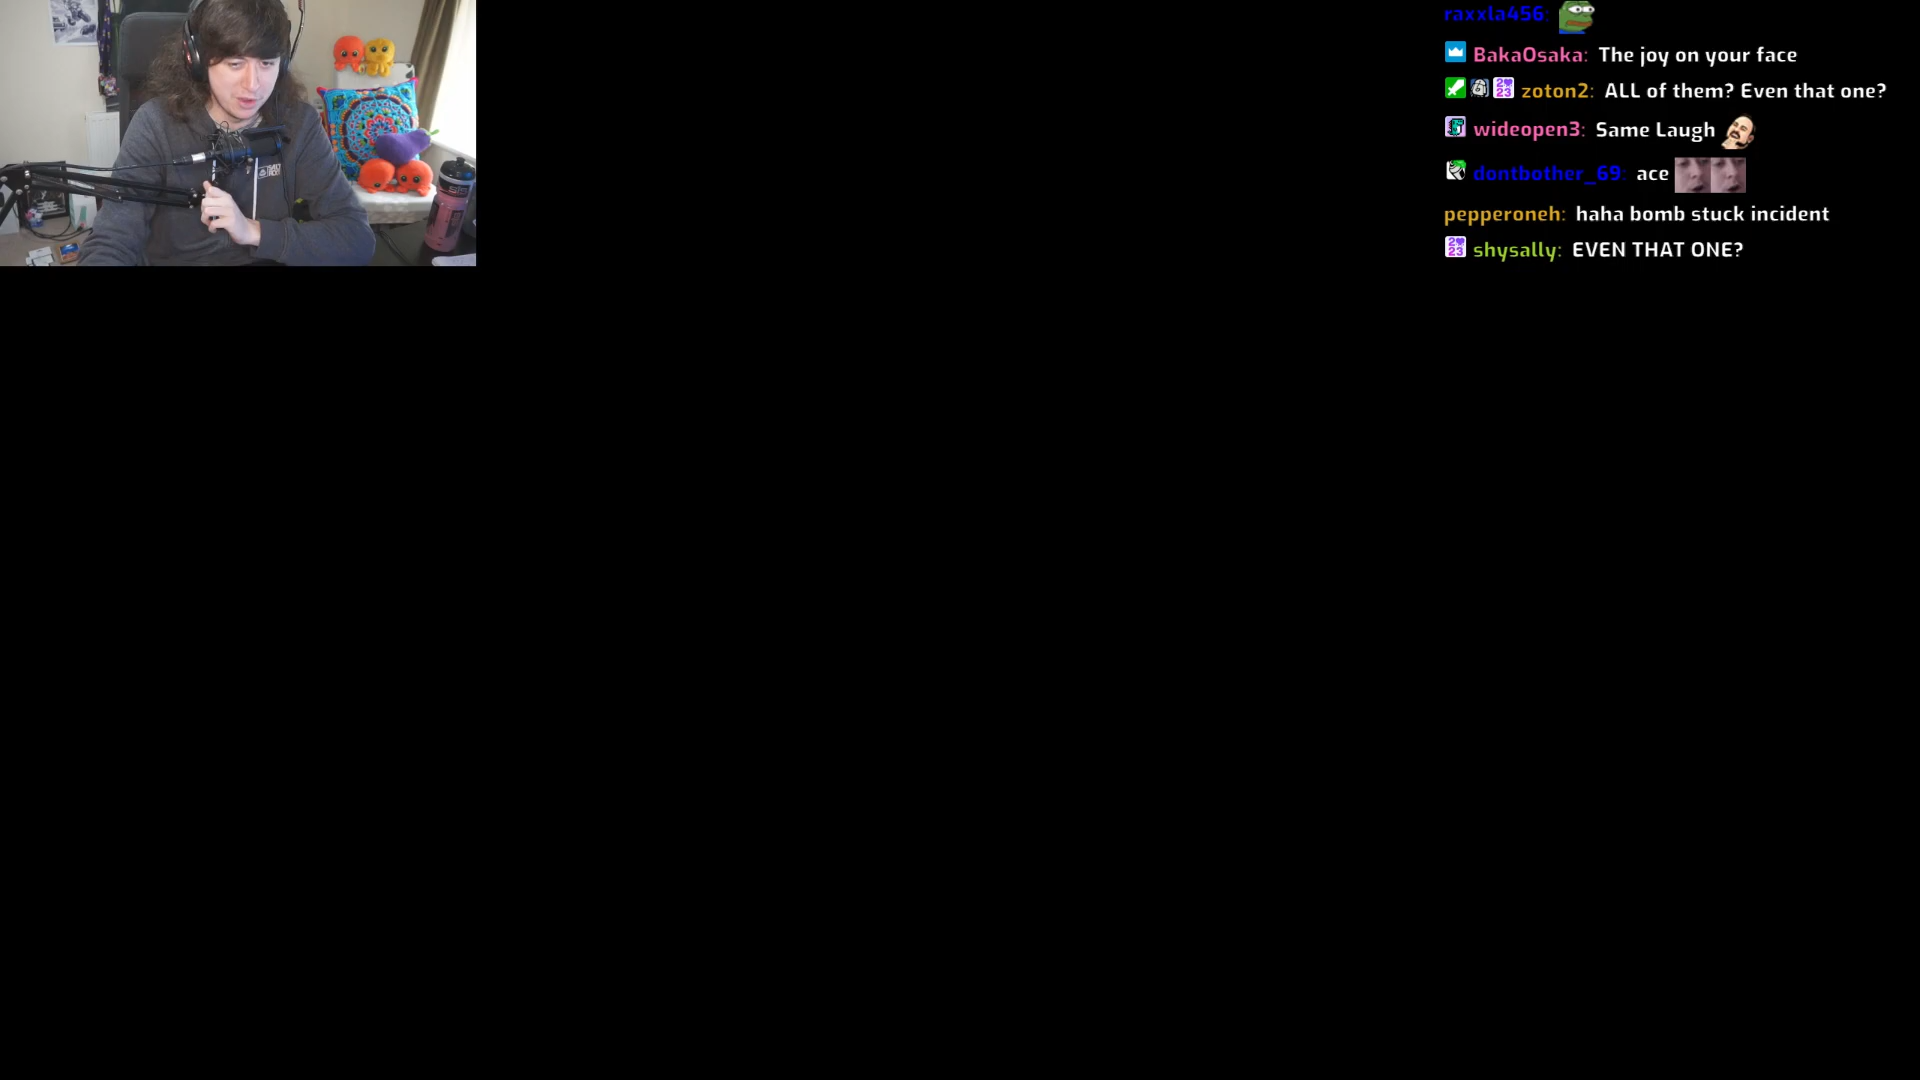 raxxla456:
BakaOsaka: The joy on your face
zoton2: ALL of them? Even that one?
wideopen3: Same Laugh
dontbother_69: ace
pepperoneh: haha bomb stuck incident
shysally: EVEN THAT ONE?